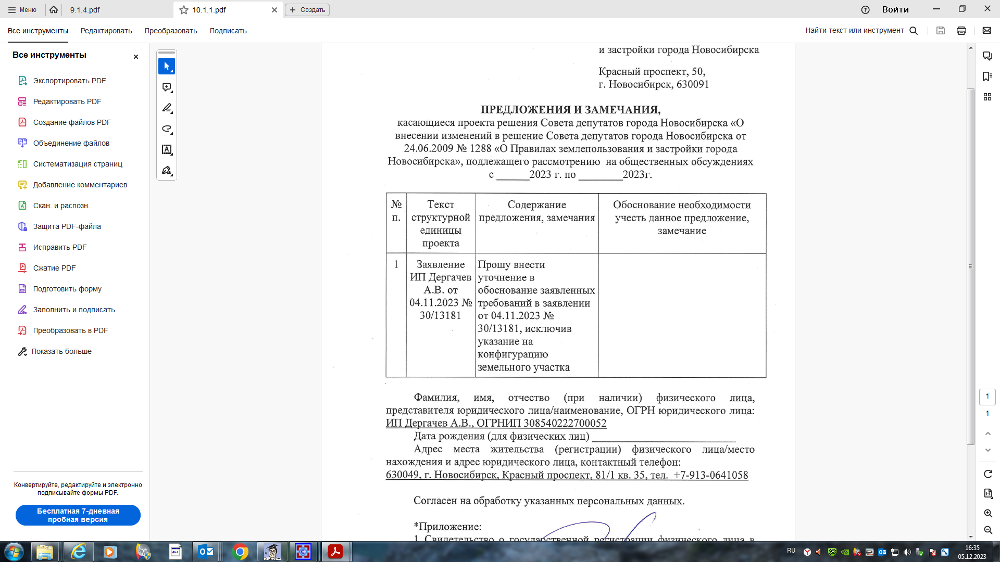 Меню
9.1.4.pdf
10.1.1.pdf
Создать
Войти
Все инструменты
Редактировать
Преобразовать
Подписать
Найти текст или инструмент
Все инструменты
Экспортировать PDF
Редактировать PDF
Создание файлов PDF
Объединение файлов
Систематизация страниц
Добавление комментариев
Скан. и распозн.
Защита PDF-файла
Исправить PDF
Сжатие PDF
Подготовить форму
Заполнить и подписать
Преобразовать в PDF
Показать больше
Конвертируйте, редактируйте и электронно
подписывайте формы PDF.
Бесплатная 7-дневная
пробная версия
и застройки города Новосибирска
Красный проспект, 50,
г. Новосибирск, 630091
ПРЕДЛОЖЕНИЯ И ЗАМЕЧАНИЯ,
касающиеся проекта решения Совета депутатов города Новосибирска «О
внесении изменений в решение Совета депутатов города Новосибирска от
24.06.2009 № 1288 «О Правилах землепользования и застройки города
Новосибирска», подлежащего рассмотрению на общественных обсуждениях
с ______2023 г. по ________2023г.
№
п.
Текст
структурной
единицы
проекта
Содержание
предложения, замечания
Обоснование необходимости
учесть данное предложение,
замечание
1
Заявление
ИП Дергачев
А.В. от
04.11.2023 №
30/13181
Прошу внести
уточнение в
обоснование заявленных
требований в заявлении
от 04.11.2023 №
30/13181, исключив
указание на
конфигурацию
земельного участка
Фамилия, имя, отчество (при наличии) физического лица,
представителя юридического лица/наименование, ОГРН юридического лица:
ИП Дергачев А.В., ОГРНИП 308540222700052
Дата рождения (для физических лиц) __________________________
Адрес места жительства (регистрации) физического лица/место
нахождения и адрес юридического лица, контактный телефон:
630049, г. Новосибирск, Красный проспект, 81/1 кв. 35, тел. +7-913-0641058
Согласен на обработку указанных персональных данных.
*Приложение:
1. Свидетельство о государственной регистрации физического лица в
1
1
RU
16:35
05.12.2023